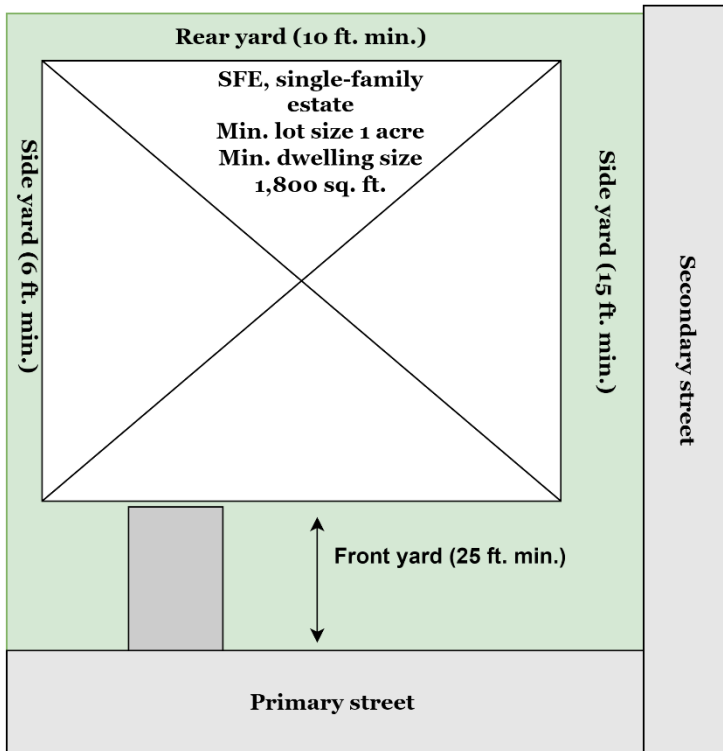 Rear yard (10 ft. min.)
SFE, single-family
estate
Min. lot size 1 acre
Min. dwelling size
1,800 sq. ft.
Side yard (6 ft. min.)
Side yard (15 ft. min.)
Secondary street
Front yard (25 ft. min.)
Primary street